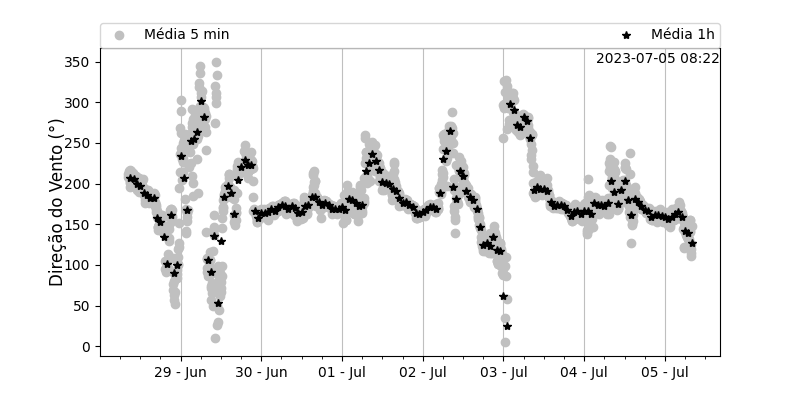 Média 5 min
Média 1h
2023-07-05 08:22
Direção do Vento (°)
350
300
250
200
150
100
50
0
29 - Jun
30 - Jun
01 - Jul
02 - Jul
03 - Jul
04 - Jul
05 - Jul